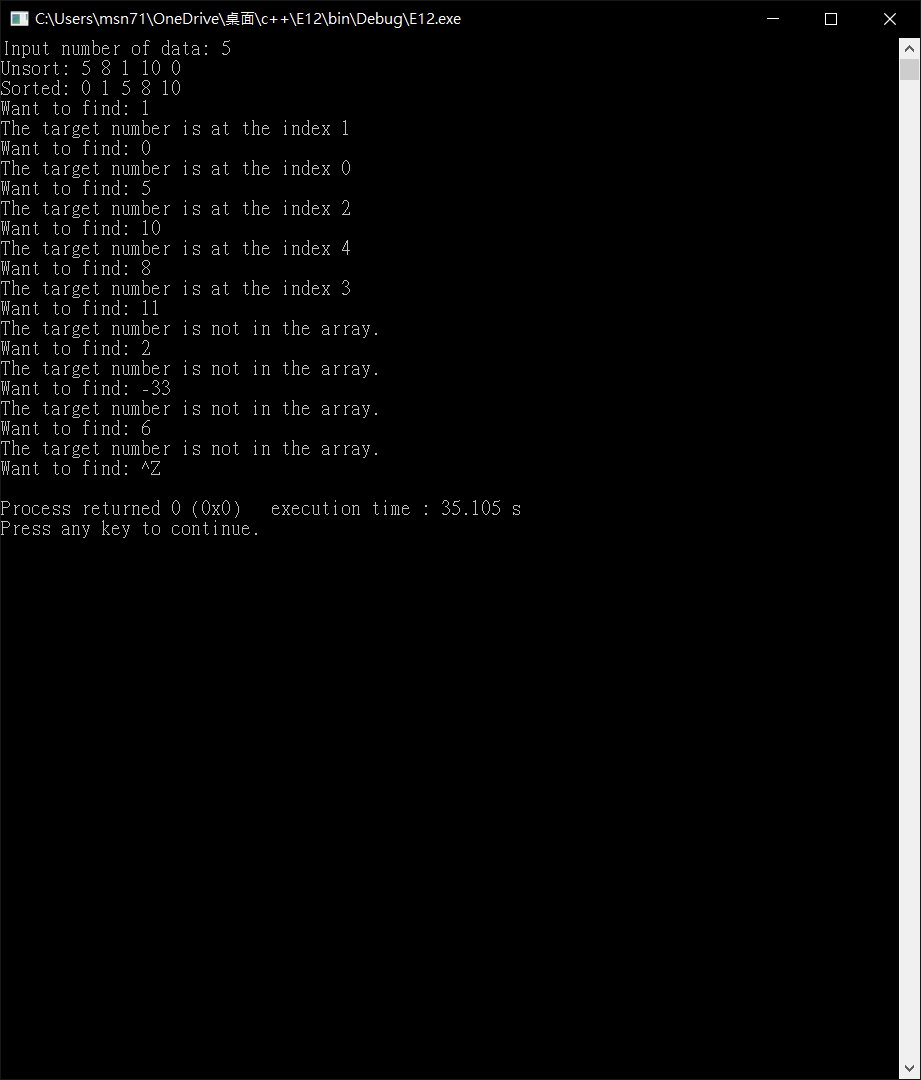 C:\Users\msn71\OneDrive\桌面\c++\E12\bin\Debug\E12.exe
Input number of data: 5
Unsort: 5 8 1 10 0
Sorted: 0 1 5 8 10
Want to find: 1
The target number is at the index 1
Want to find: 0
The target number is at the index 0
Want to find: 5
The target number is at the index 2
Want to find: 10
The target number is at the index 4
Want to find: 8
The target number is at the index 3
Want to find: 11
The target number is not in the array.
Want to find: 2
The target number is not in the array.
Want to find: -33
The target number is not in the array.
Want to find: 6
The target number is not in the array.
Want to find: ^Z
Process returned 0 (0x0)   execution time : 35.105 s
Press any key to continue.